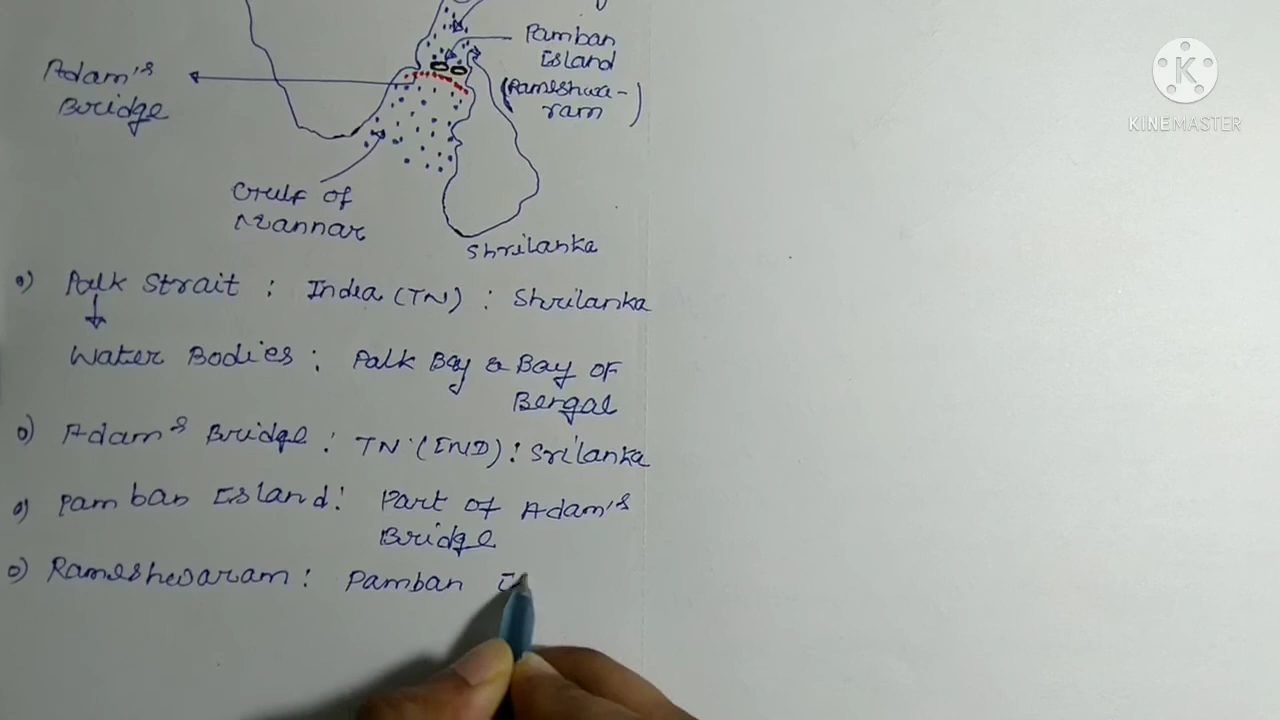 Pamban
Island
(Rameshwa-
ram)
Adam's
Bridge
KINEMASTER
Gulf of
Mannar
Shrilanka
Palk Strait : India (TN) : Shrilanka
Water Bodies : Palk Bay & Bay of
Bengal
Adam's Bridge : TN (IND) : Srilanka
Pamban Island : Part of Adam's
Bridge
Rameshwaram : Pamban I